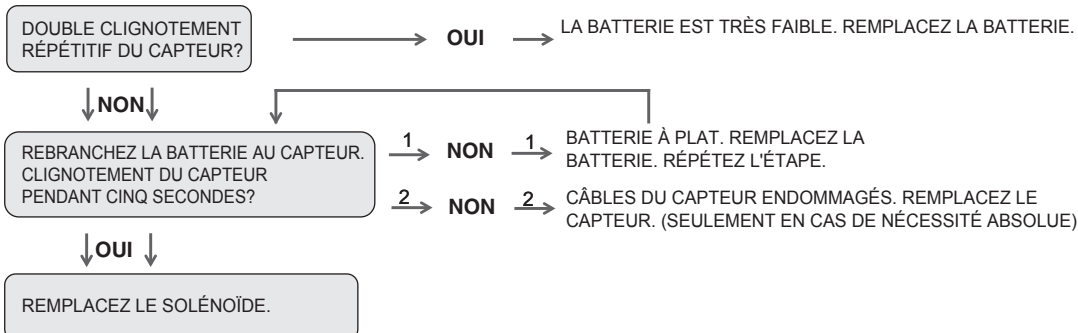 DOUBLE CLIGNOTEMENT
RÉPÉTITIF DU CAPTEUR?
OUI
LA BATTERIE EST TRÈS FAIBLE. REMPLACEZ LA BATTERIE.
NON
REBRANCHEZ LA BATTERIE AU CAPTEUR.
CLIGNOTEMENT DU CAPTEUR
PENDANT CINQ SECONDES?
1
NON
1
BATTERIE À PLAT. REMPLACEZ LA
BATTERIE. RÉPÉTEZ L'ÉTAPE.
2
NON
2
CÂBLES DU CAPTEUR ENDOMMAGÉS. REMPLACEZ LE
CAPTEUR. (SEULEMENT EN CAS DE NÉCESSITÉ ABSOLUE)
OUI
REMPLACEZ LE SOLÉNOÏDE.